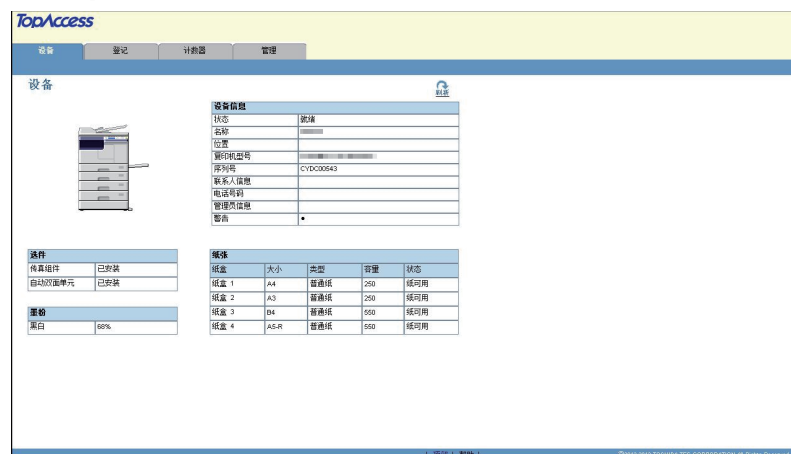 TopAccess
设备 登记 计数器 管理
设备
刷新
设备信息
状态 就绪
名称
位置
复印机型号
序列号 CYDC00543
联系人信息
电话号码
管理员信息
警告 •
选件
传真组件 已安装
自动双面单元 已安装
墨粉
黑白 68%
纸张
纸盒 大小 类型 容量 状态
纸盒 1 A4 普通纸 250 纸可用
纸盒 2 A3 普通纸 250 纸可用
纸盒 3 B4 普通纸 550 纸可用
纸盒 4 A5-R 普通纸 550 纸可用